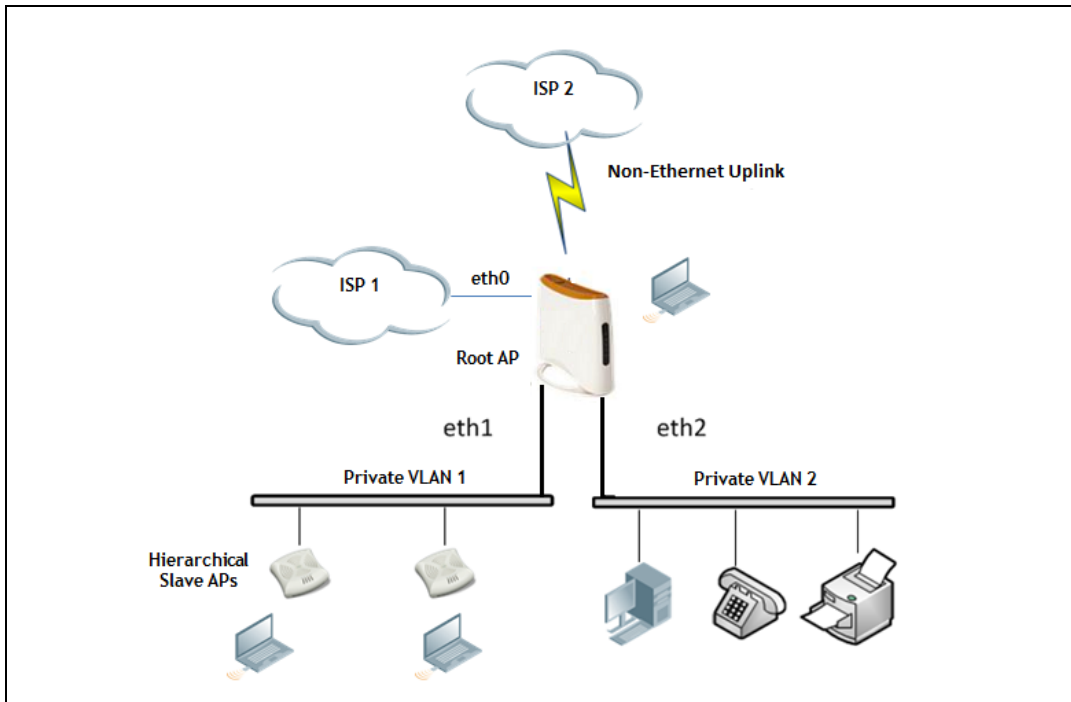 ISP 2
Non-Ethernet Uplink
ISP 1
eth0
Root AP
eth1
eth2
Private VLAN 1
Private VLAN 2
Hierarchical
Slave APs